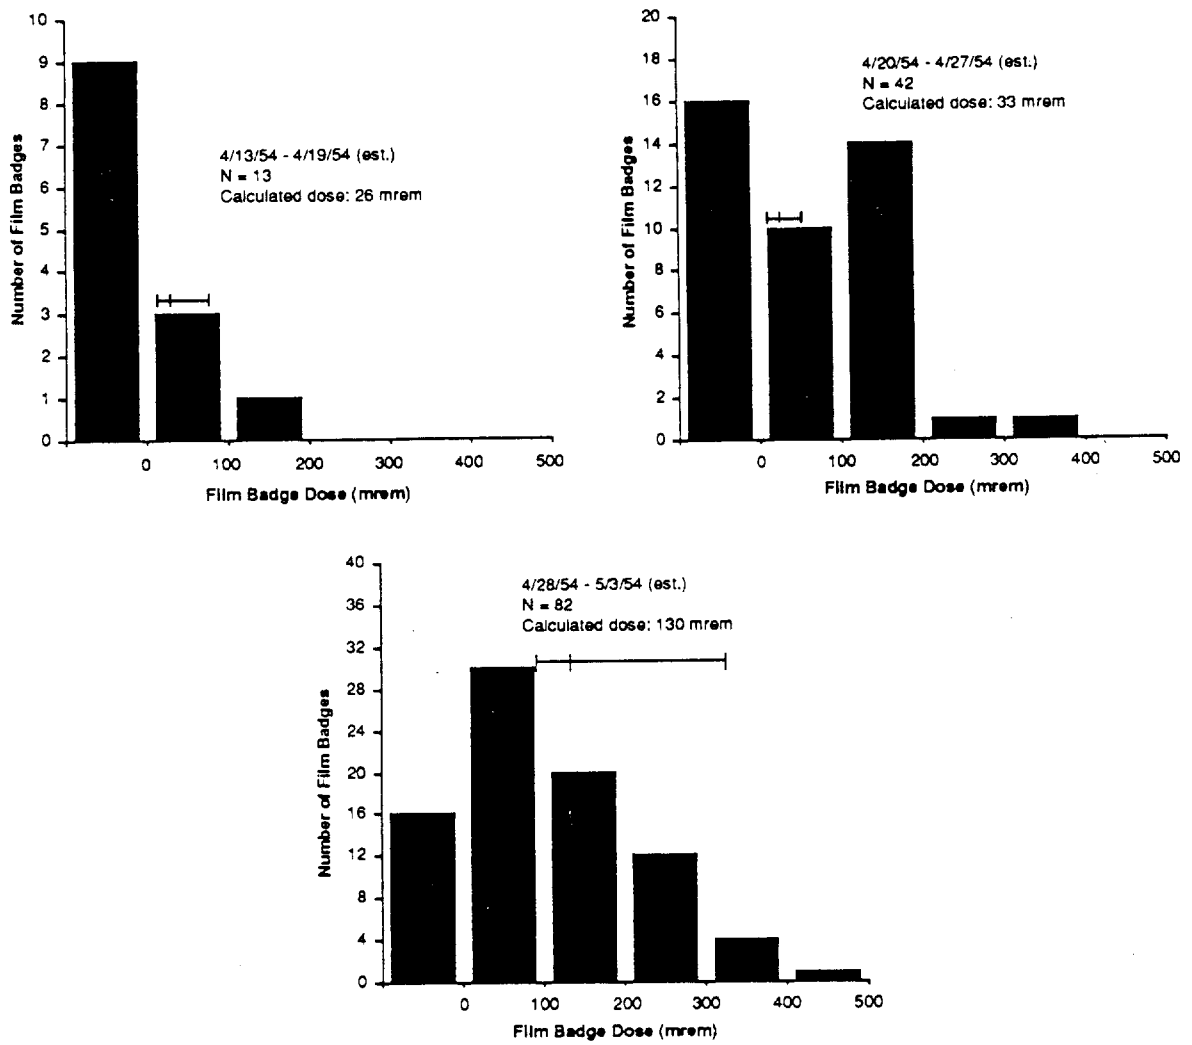 10
9
8
7
6
5
4
3
2
1
0
Number of Film Badges
4/13/54 - 4/19/54 (est.)
N = 13
Calculated dose: 26 mrem
0 100 200 300 400 500
Film Badge Dose (mrem)
20
18
16
14
12
10
8
6
4
2
0
Number of Film Badges
4/20/54 - 4/27/54 (est.)
N = 42
Calculated dose: 33 mrem
0 100 200 300 400 500
Film Badge Dose (mrem)
40
36
32
28
24
20
16
12
8
4
0
Number of Film Badges
4/28/54 - 5/3/54 (est.)
N = 82
Calculated dose: 130 mrem
0 100 200 300 400 500
Film Badge Dose (mrem)